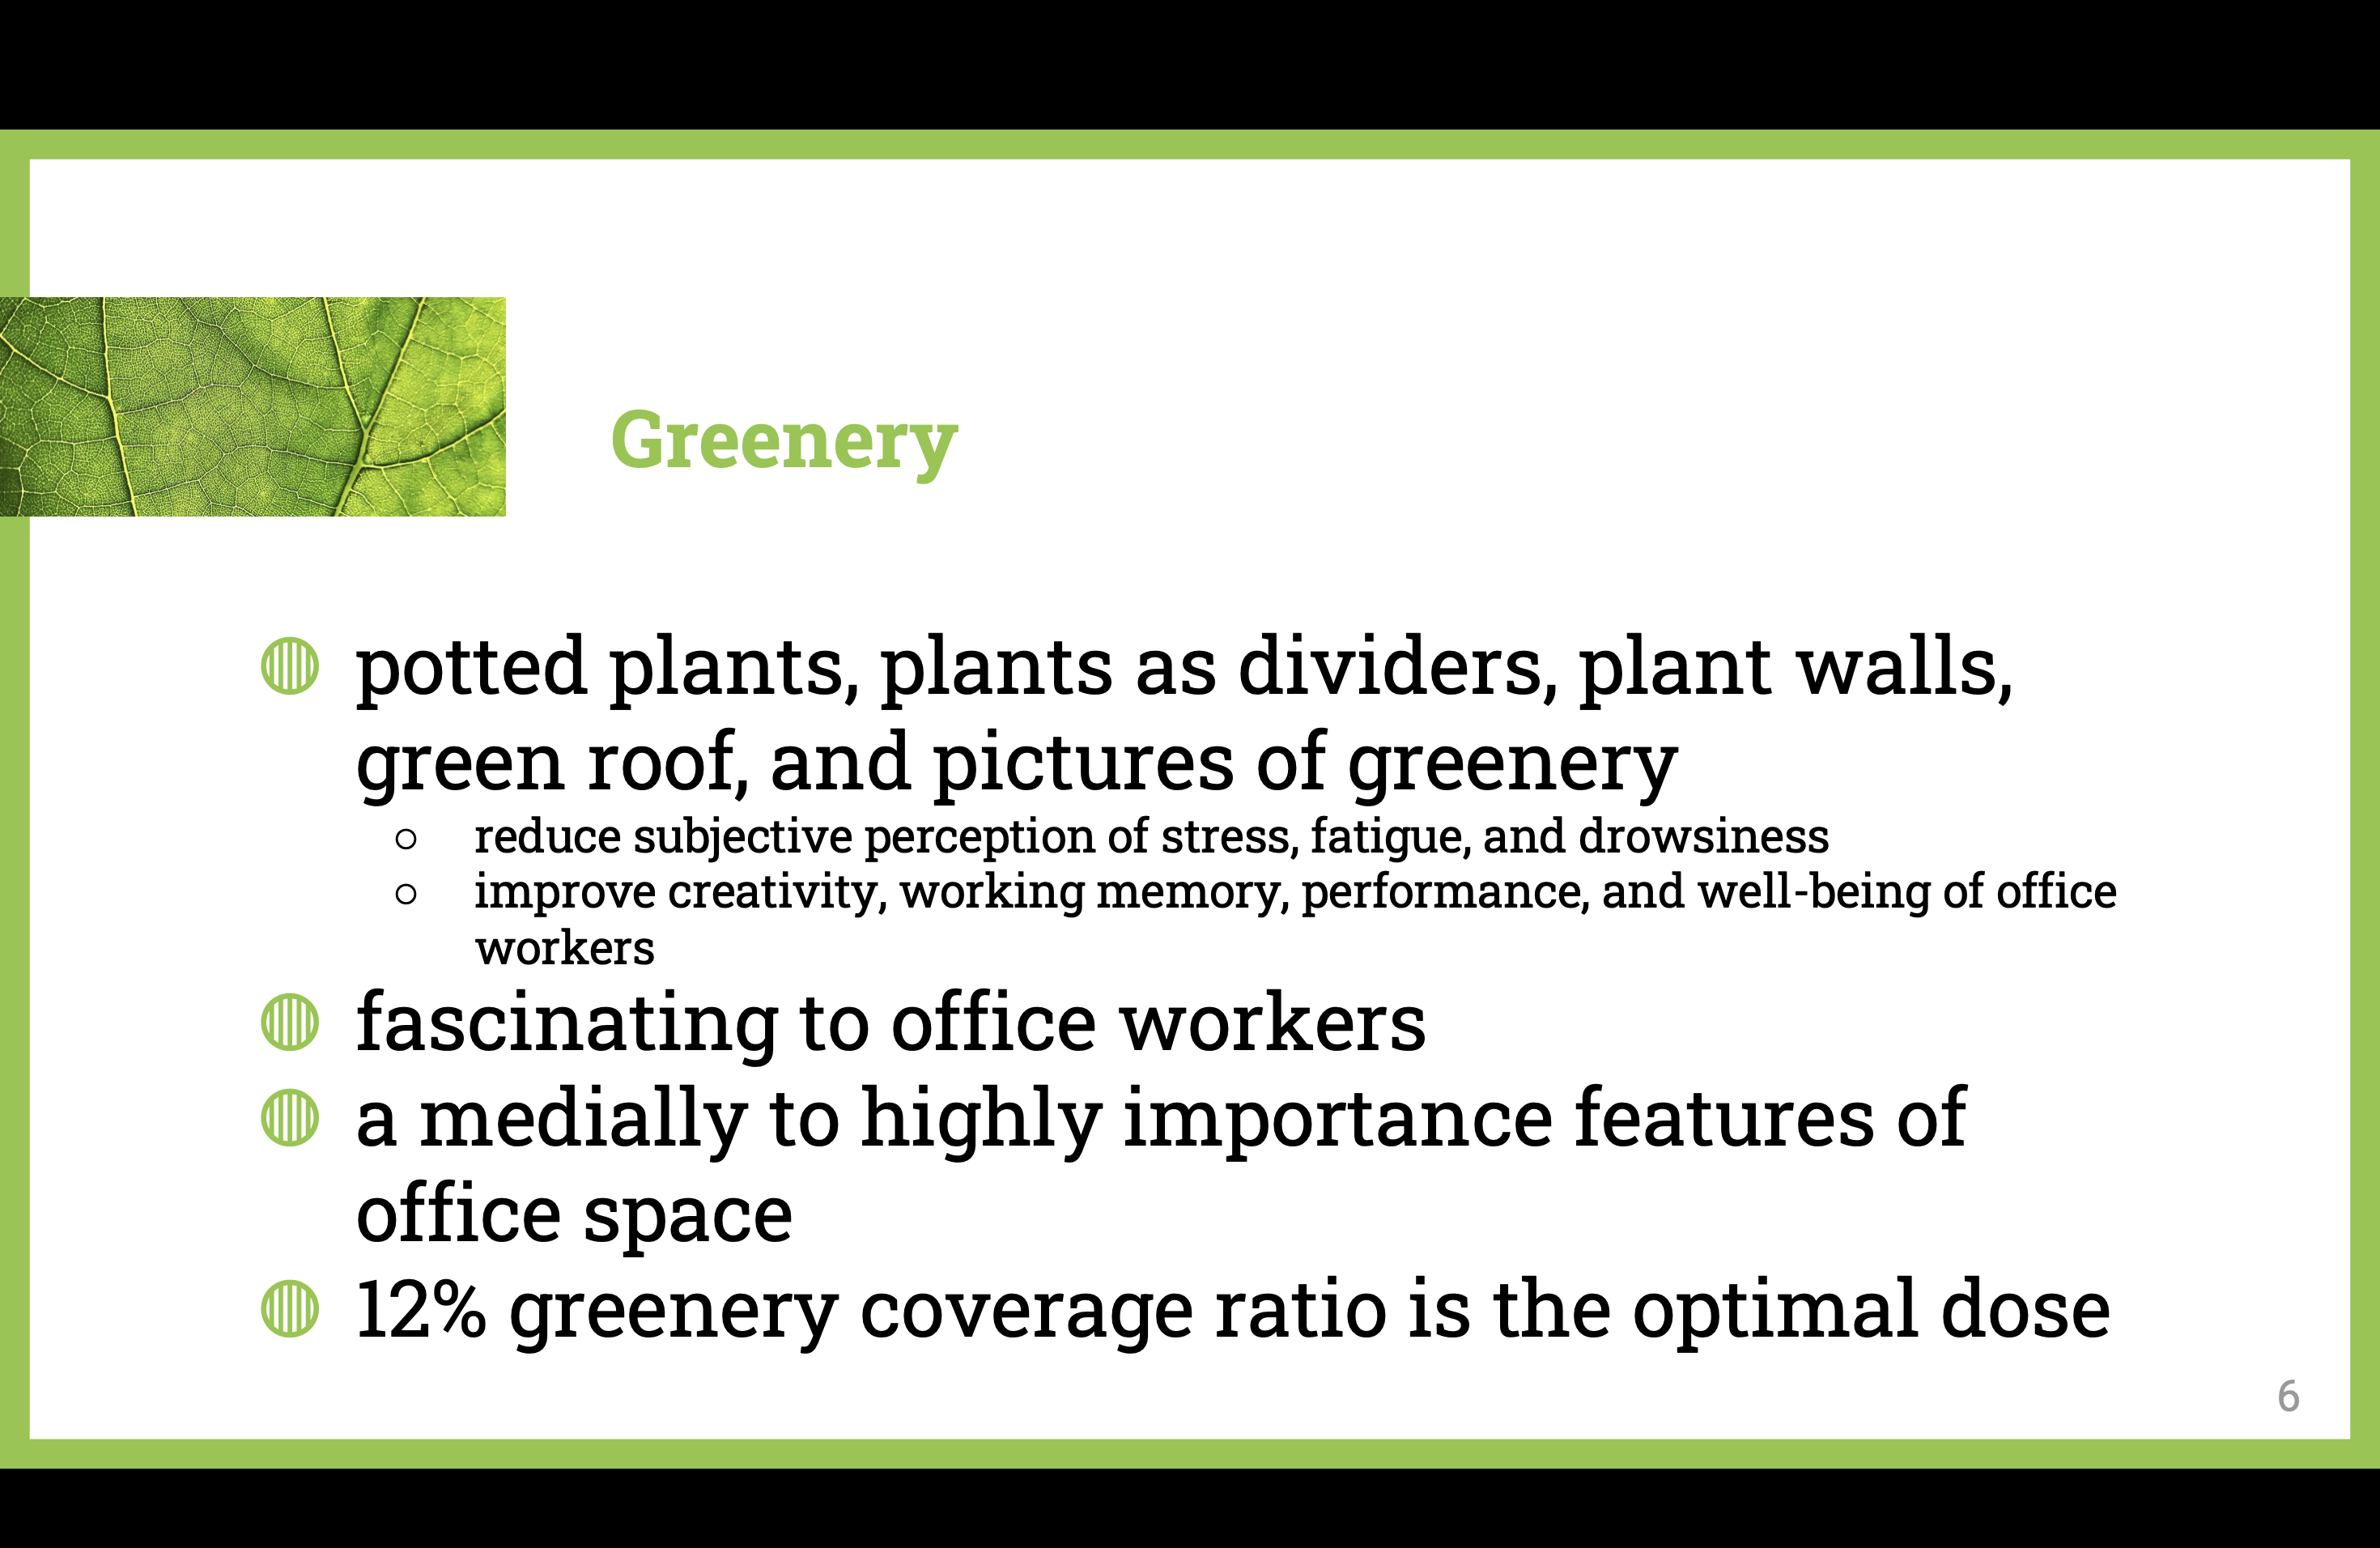 Greenery
potted plants, plants as dividers, plant walls,
green roof, and pictures of greenery
reduce subjective perception of stress, fatigue, and drowsiness
improve creativity, working memory, performance, and well-being of office
workers
fascinating to office workers
a medially to highly importance features of
office space
12% greenery coverage ratio is the optimal dose
6